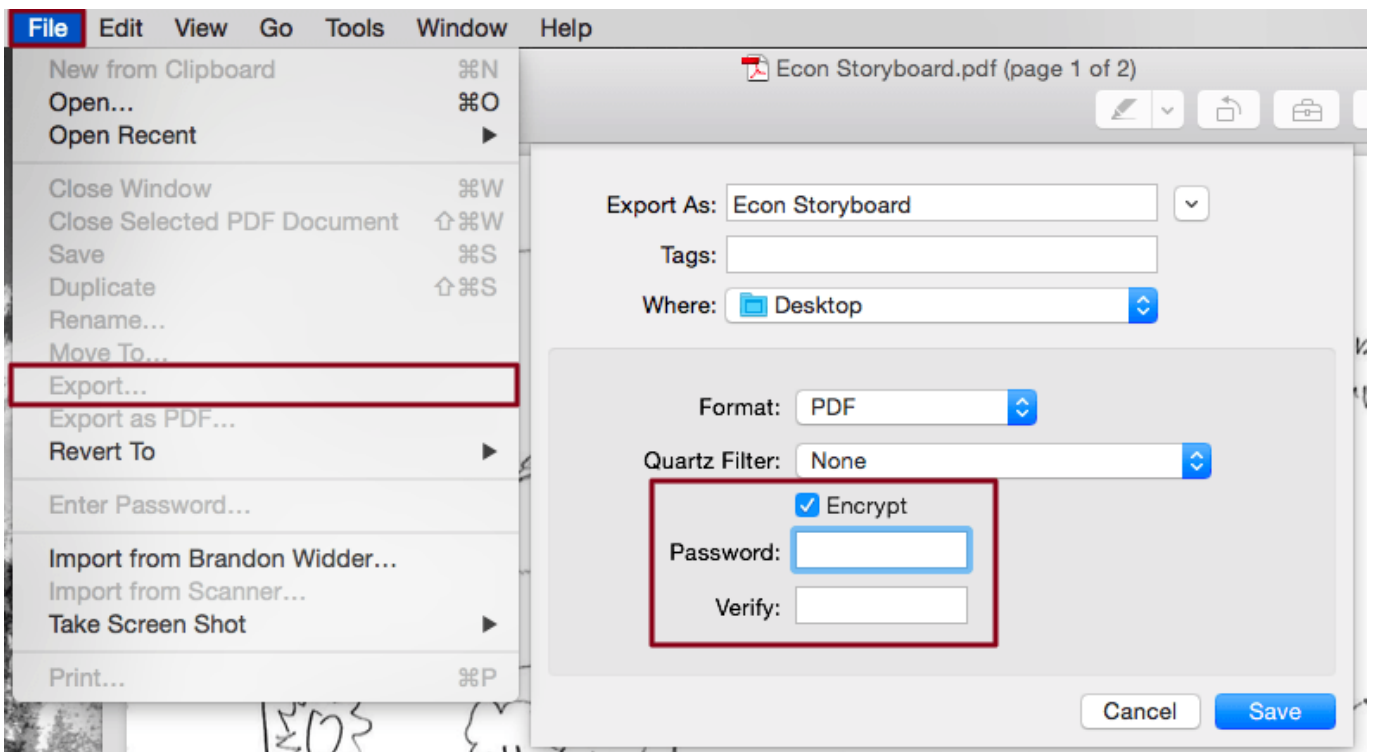 File Edit View Go Tools Window Help
New from Clipboard ⌘N
Open... ⌘O
Open Recent ▶
Close Window ⌘W
Close Selected PDF Document ⇧⌘W
Save ⌘S
Duplicate ⇧⌘S
Rename...
Move To...
Export...
Export as PDF...
Revert To ▶
Enter Password...
Import from Brandon Widder...
Import from Scanner...
Take Screen Shot ▶
Print... ⌘P
Econ Storyboard.pdf (page 1 of 2)
Export As: Econ Storyboard
Tags:
Where: Desktop
Format: PDF
Quartz Filter: None
Encrypt
Password:
Verify:
Cancel Save